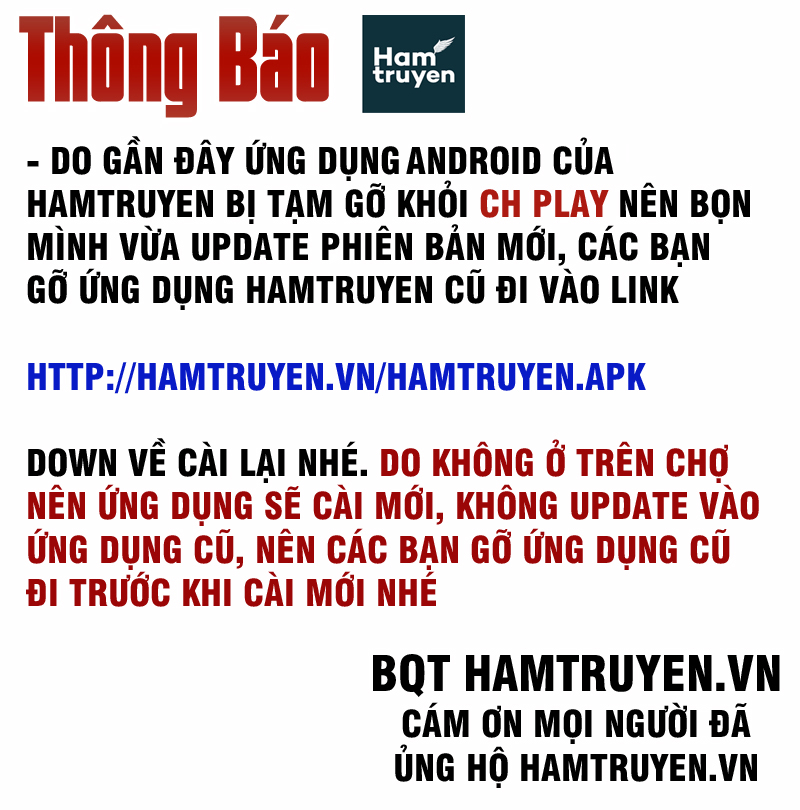 Thông Báo
Ham
truyen
- DO GẦN ĐÂY ỨNG DỤNG ANDROID CỦA
HAMTRUYEN BỊ TẠM GỠ KHỎI CH PLAY NÊN BỌN
MÌNH VỪA UPDATE PHIÊN BẢN MỚI, CÁC BẠN
GỠ ỨNG DỤNG HAMTRUYEN CŨ ĐI VÀO LINK
HTTP://HAMTRUYEN.VN/HAMTRUYEN.APK
DOWN VỀ CÀI LẠI NHÉ. DO KHÔNG Ở TRÊN CHỢ
NÊN ỨNG DỤNG SẼ CÀI MỚI, KHÔNG UPDATE VÀO
ỨNG DỤNG CŨ, NÊN CÁC BẠN GỠ ỨNG DỤNG CŨ
ĐI TRƯỚC KHI CÀI MỚI NHÉ
BQT HAMTRUYEN.VN
CÁM ƠN MỌI NGƯỜI ĐÃ
ỦNG HỘ HAMTRUYEN.VN